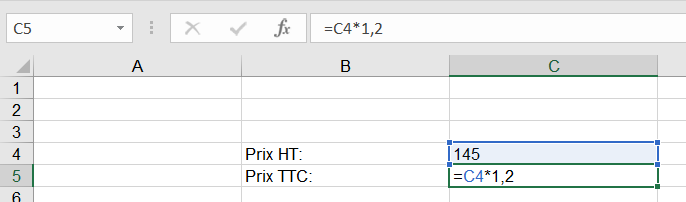 C5 fx =C4*1,2
A B C
1
2
3
4 Prix HT: 145
5 Prix TTC: =C4*1,2
6